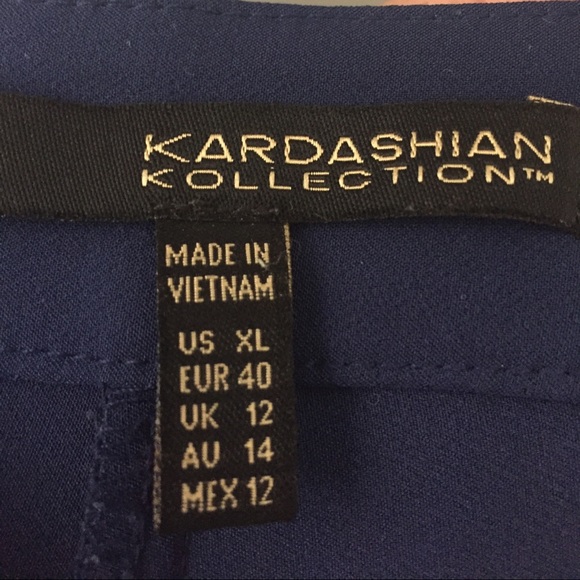 KARDASHIAN
KOLLECTION™
MADE IN
VIETNAM
US XL
EUR 40
UK 12
AU 14
MEX 12